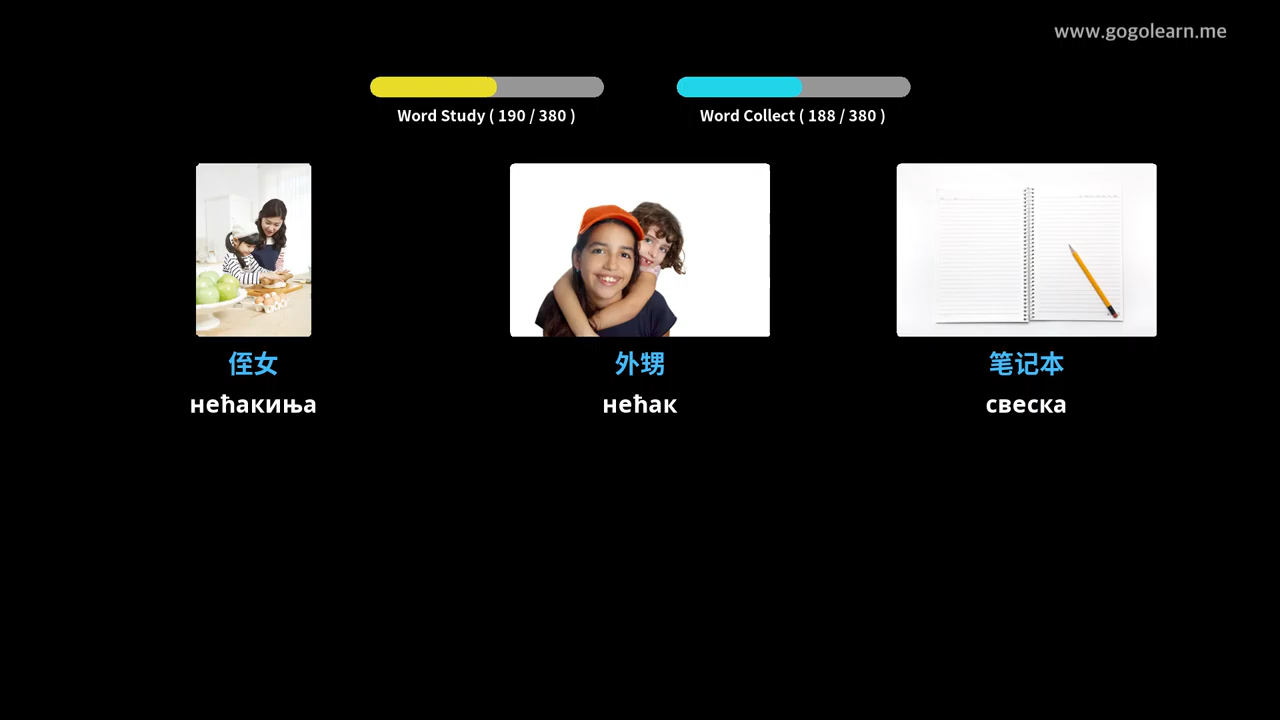 www.gogolearn.me
Word Study ( 190 / 380 )
Word Collect ( 188 / 380 )
侄女
外甥
笔记本
нећакиња
нећак
свеска